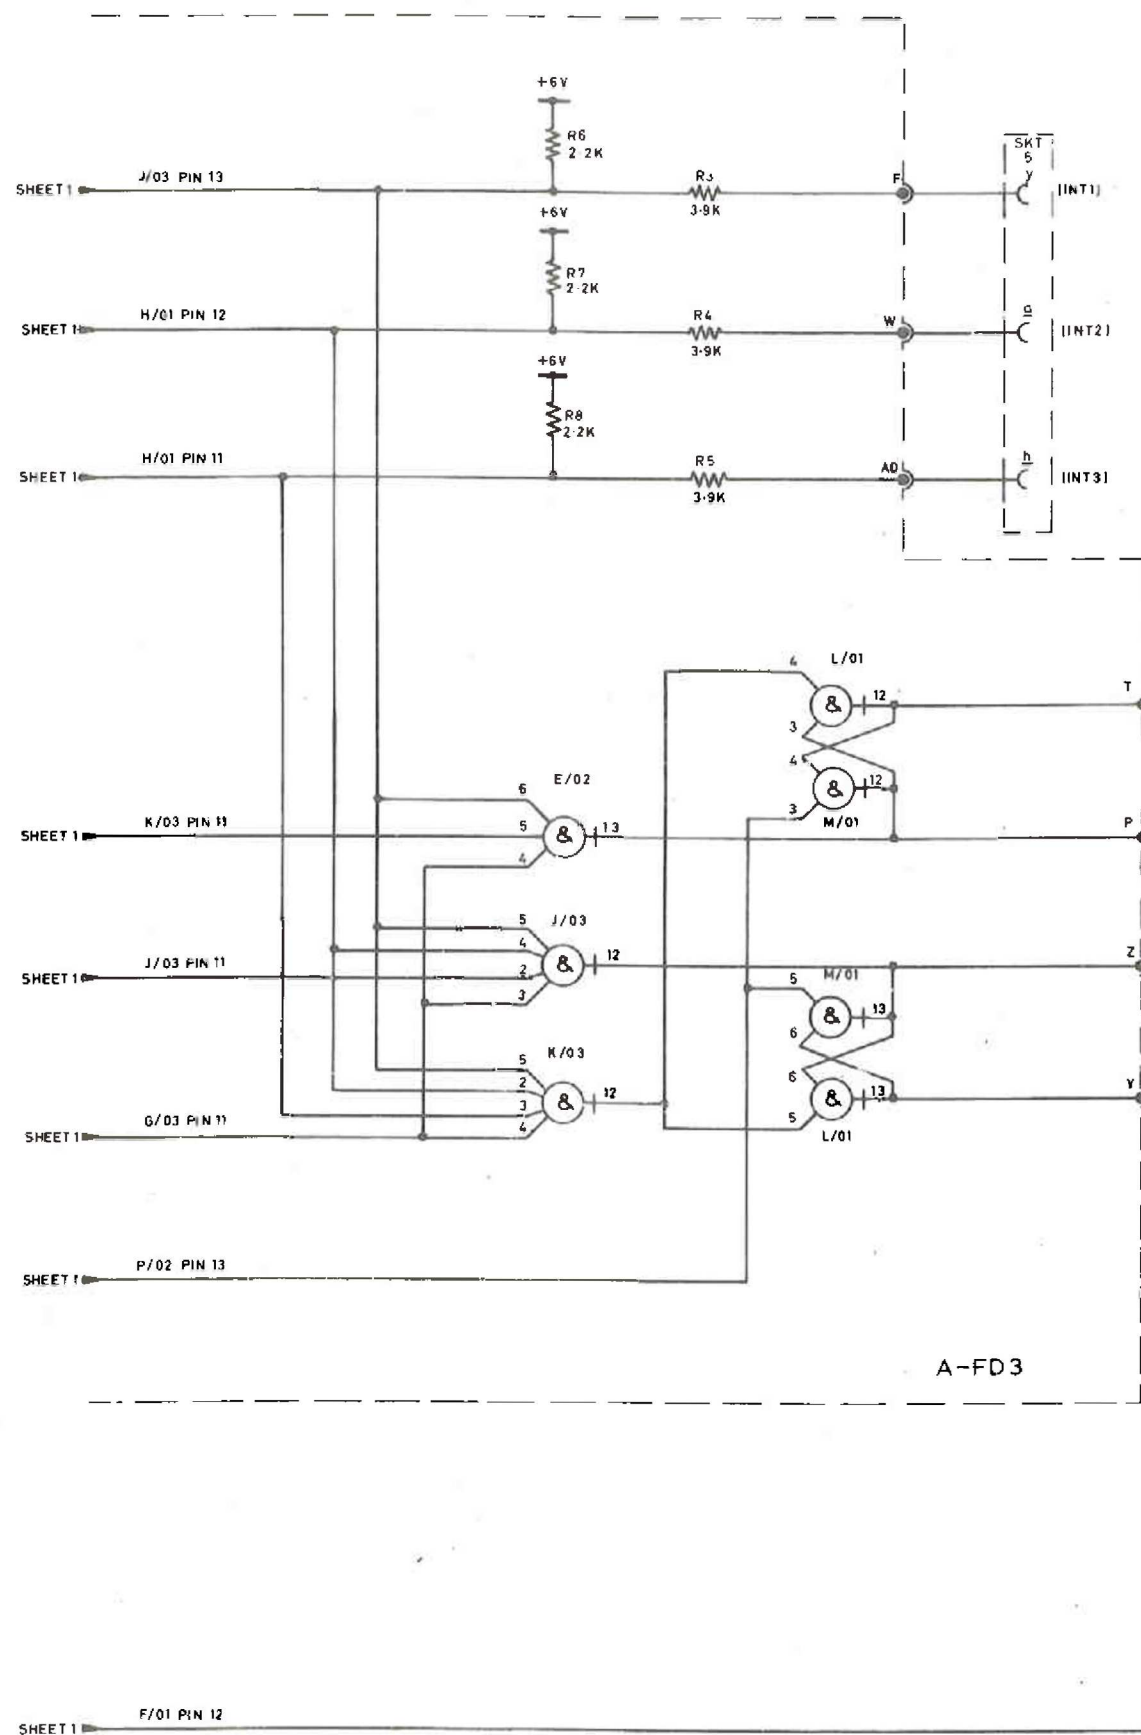 +6V
R6
2·2K
SHEET 1
J/03 PIN 13
R3
3·9K
F
SKT
5
y
[INT1]
+6V
R7
2·2K
SHEET 1
H/01 PIN 12
R4
3·9K
W
[INT2]
+6V
R8
2·2K
SHEET 1
H/01 PIN 11
R5
3·9K
AD
h
[INT3]
4
L/01
&
12
T
3
4
&
12
3
M/01
E/02
6
SHEET 1
K/03 PIN 11
5
&
13
P
4
J/03
5
4
SHEET 1
J/03 PIN 11
2
&
12
Z
3
M/01
5
&
13
6
K/03
5
2
3
&
12
4
6
&
13
Y
5
L/01
SHEET 1
G/03 PIN 11
SHEET 1
P/02 PIN 13
A-FD3
SHEET 1
F/01 PIN 12